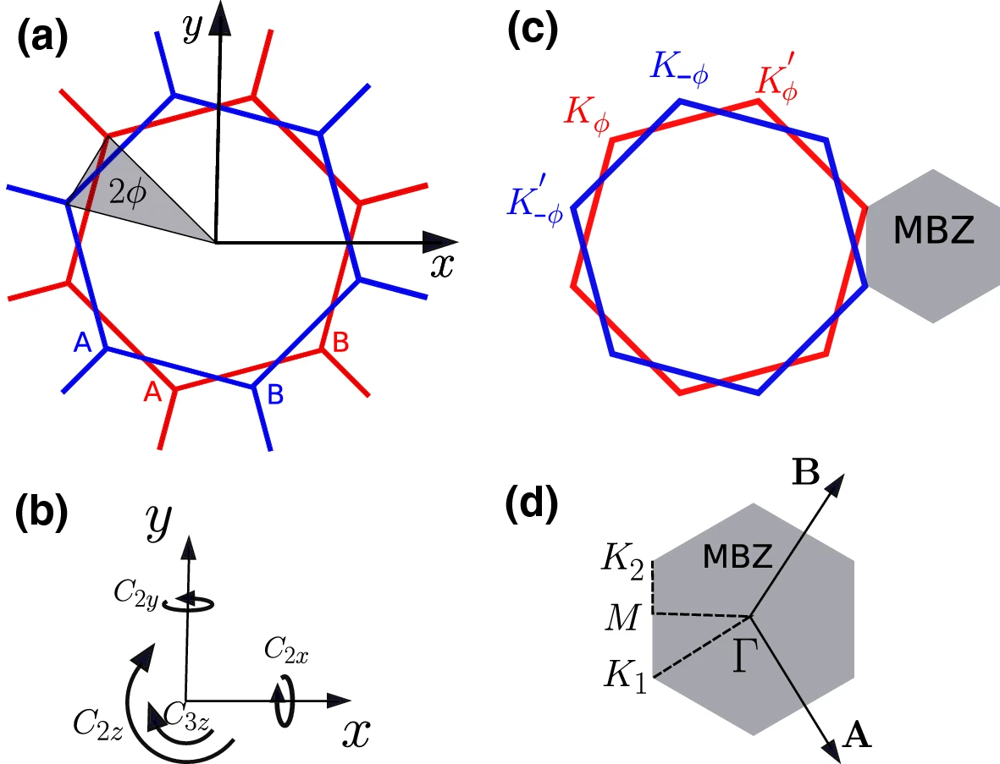 (a)
y
x
2ϕ
A
B
A
B
(c)
K₋ϕ
K′ϕ
Kϕ
K′₋ϕ
MBZ
(b)
y
x
C₂y
C₂x
C₂z
C₃z
(d)
B
MBZ
K₂
M
Γ
K₁
A